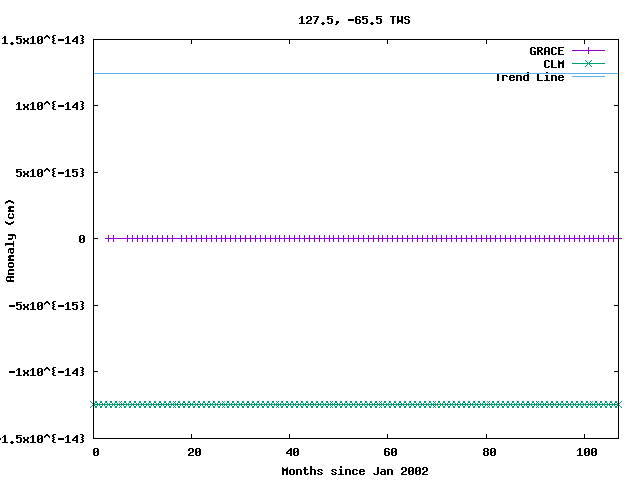 127.5, -65.5 TWS
1.5x10^{-14}
1x10^{-14}
5x10^{-15}
0
-5x10^{-15}
-1x10^{-14}
-1.5x10^{-14}
Anomaly (cm)
GRACE
CLM
Trend Line
0 20 40 60 80 100
Months since Jan 2002